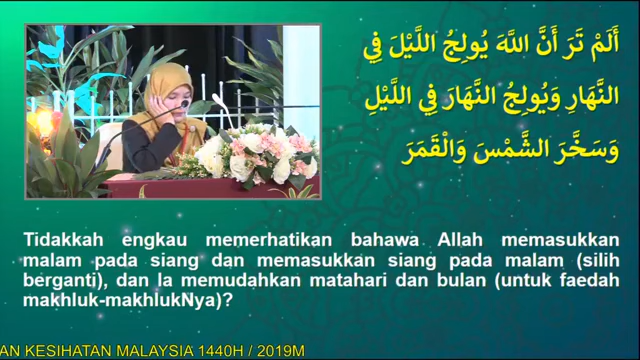 أَلَمْ تَرَ أَنَّ اللَّهَ يُولِجُ اللَّيْلَ فِي
النَّهَارِ وَيُولِجُ النَّهَارَ فِي اللَّيْلِ
وَسَخَّرَ الشَّمْسَ وَالْقَمَرَ
Tidakkah engkau memerhatikan bahawa Allah memasukkan
malam pada siang dan memasukkan siang pada malam (silih
berganti), dan Ia memudahkan matahari dan bulan (untuk faedah
makhluk-makhlukNya)?
AN KESIHATAN MALAYSIA 1440H / 2019M